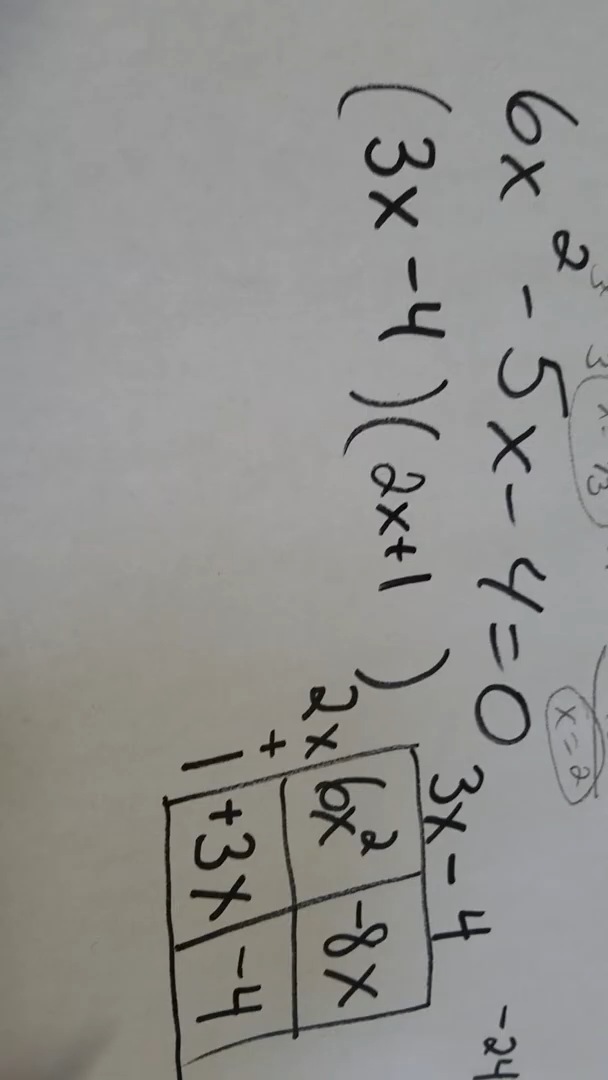 6x² - 5x - 4 = 0
(3x - 4)(2x+1)
3x - 4
2x 6x² -8x
+
1 +3x -4
-24
x = 2